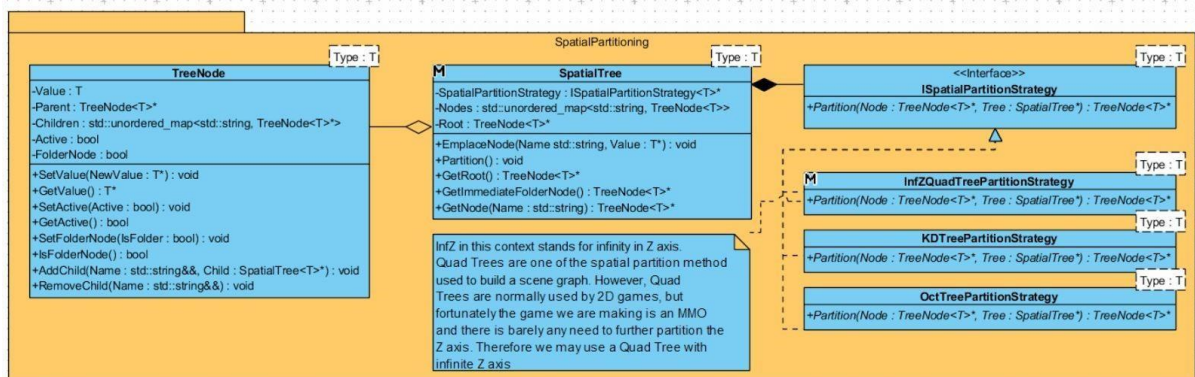 SpatialPartitioning
Type : T
TreeNode
-Value : T
-Parent : TreeNode<T>*
-Children : std::unordered_map<std::string, TreeNode<T>*>
-Active : bool
-FolderNode : bool
+SetValue(NewValue : T*) : void
+GetValue() : T*
+SetActive(Active : bool) : void
+GetActive() : bool
+SetFolderNode(IsFolder : bool) : void
+IsFolderNode() : bool
+AddChild(Name : std::string&&, Child : SpatialTree<T>*) : void
+RemoveChild(Name : std::string&&) : void
Type : T
M
SpatialTree
-SpatialPartitionStrategy : ISpatialPartitionStrategy<T>*
-Nodes : std::unordered_map<std::string, TreeNode<T>>
-Root : TreeNode<T>*
+EmplaceNode(Name std::string, Value : T*) : void
+Partition() : void
+GetRoot() : TreeNode<T>*
+GetImmediateFolderNode() : TreeNode<T>*
+GetNode(Name : std::string) : TreeNode<T>*
InfZ in this context stands for infinity in Z axis.
Quad Trees are one of the spatial partition method
used to build a scene graph. However, Quad
Trees are normally used by 2D games, but
fortunately the game we are making is an MMO
and there is barely any need to further partition the
Z axis. Therefore we may use a Quad Tree with
infinite Z axis
Type : T
<<Interface>>
ISpatialPartitionStrategy
+Partition(Node : TreeNode<T>*, Tree : SpatialTree*) : TreeNode<T>*
Type : T
M
InfZQuadTreePartitionStrategy
+Partition(Node : TreeNode<T>*, Tree : SpatialTree*) : TreeNode<T>*
Type : T
KDTreePartitionStrategy
+Partition(Node : TreeNode<T>*, Tree : SpatialTree*) : TreeNode<T>*
Type : T
OctTreePartitionStrategy
+Partition(Node : TreeNode<T>*, Tree : SpatialTree*) : TreeNode<T>*